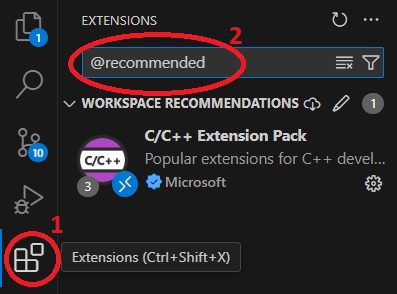 EXTENSIONS
2
1
@recommended
WORKSPACE RECOMMENDATIONS 1
C/C++ Extension Pack
C/C++
Popular extensions for C++ devel...
3
Microsoft
10
1
Extensions (Ctrl+Shift+X)